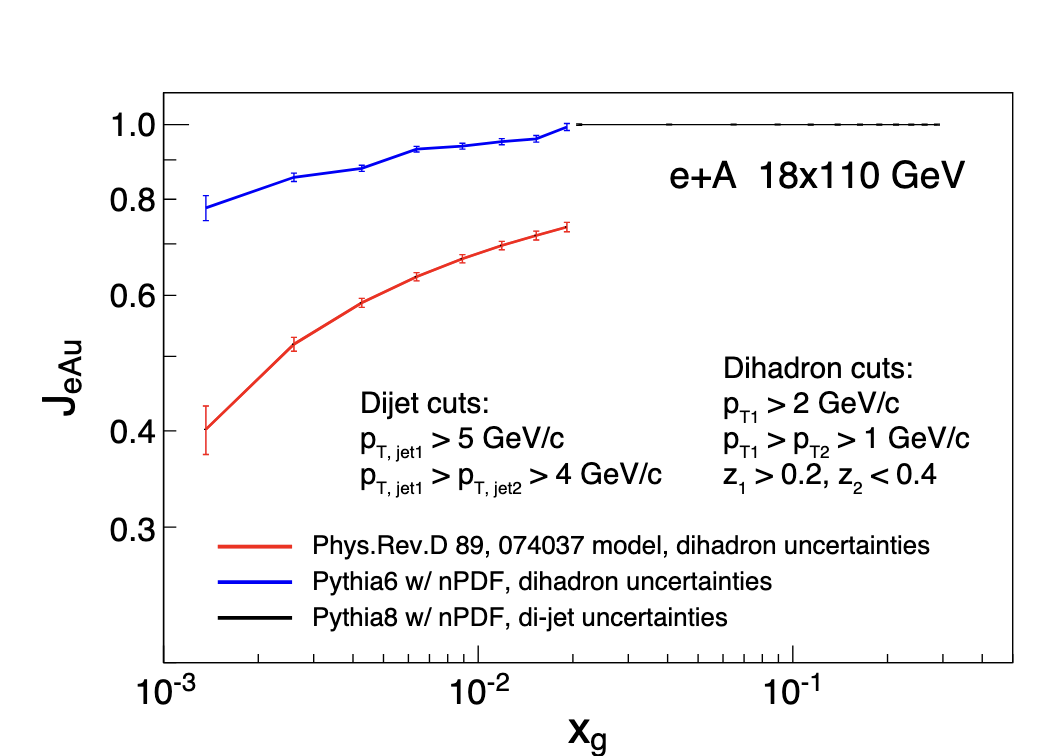 1.0
0.8
0.6
0.4
0.3
J_eAu
e+A 18x110 GeV
Dijet cuts:
p_T, jet1 > 5 GeV/c
p_T, jet1 > p_T, jet2 > 4 GeV/c
Dihadron cuts:
p_T1 > 2 GeV/c
p_T1 > p_T2 > 1 GeV/c
z_1 > 0.2, z_2 < 0.4
Phys.Rev.D 89, 074037 model, dihadron uncertainties
Pythia6 w/ nPDF, dihadron uncertainties
Pythia8 w/ nPDF, di-jet uncertainties
10^-3 10^-2 10^-1
x_g